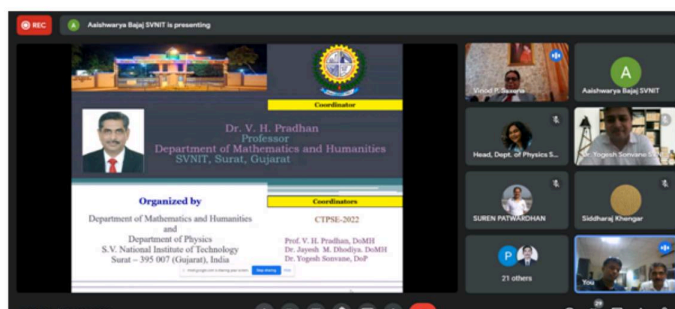 REC
A
Aaishwarya Bajaj SVNIT is presenting
Coordinator
Dr. V. H. Pradhan
Professor
Department of Mathematics and Humanities
SVNIT, Surat, Gujarat
Organized by
Department of Mathematics and Humanities
and
Department of Physics
S.V. National Institute of Technology
Surat – 395 007 (Gujarat), India
Coordinators
CTPSE-2022
Prof. V. H. Pradhan, DoMH
Dr. Jayesh M. Dhodiya. DoMH
Dr. Yogesh Sonvane, DoP
Stop sharing
Hide
Vinod P. Saxena
A
Aaishwarya Bajaj SVNIT
Head, Dept. of Physics S...
Dr. Yogesh Sonvane
SUREN PATWARDHAN
Siddharaj Khengar
P
21 others
You
29